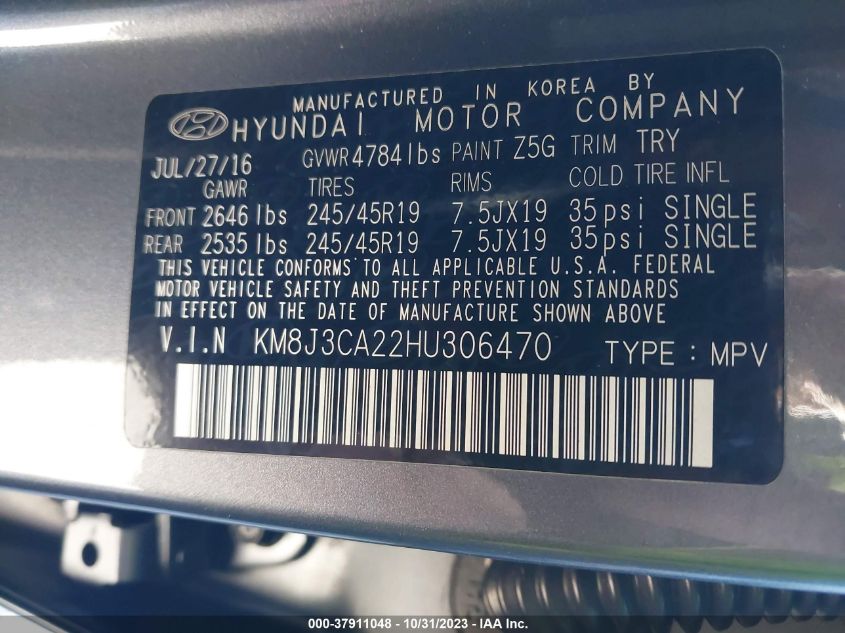 MANUFACTURED IN KOREA BY
HYUNDAI MOTOR COMPANY
JUL/27/16 GVWR 4784lbs PAINT Z5G TRIM TRY
GAWR TIRES RIMS COLD TIRE INFL
FRONT 2646 lbs 245/45R19 7.5JX19 35psi SINGLE
REAR 2535 lbs 245/45R19 7.5JX19 35psi SINGLE
THIS VEHICLE CONFORMS TO ALL APPLICABLE U.S.A. FEDERAL
MOTOR VEHICLE SAFETY AND THEFT PREVENTION STANDARDS
IN EFFECT ON THE DATE OF MANUFACTURE SHOWN ABOVE
V.I.N KM8J3CA22HU306470 TYPE : MPV
000-37911048 - 10/31/2023 - © IAA Inc.